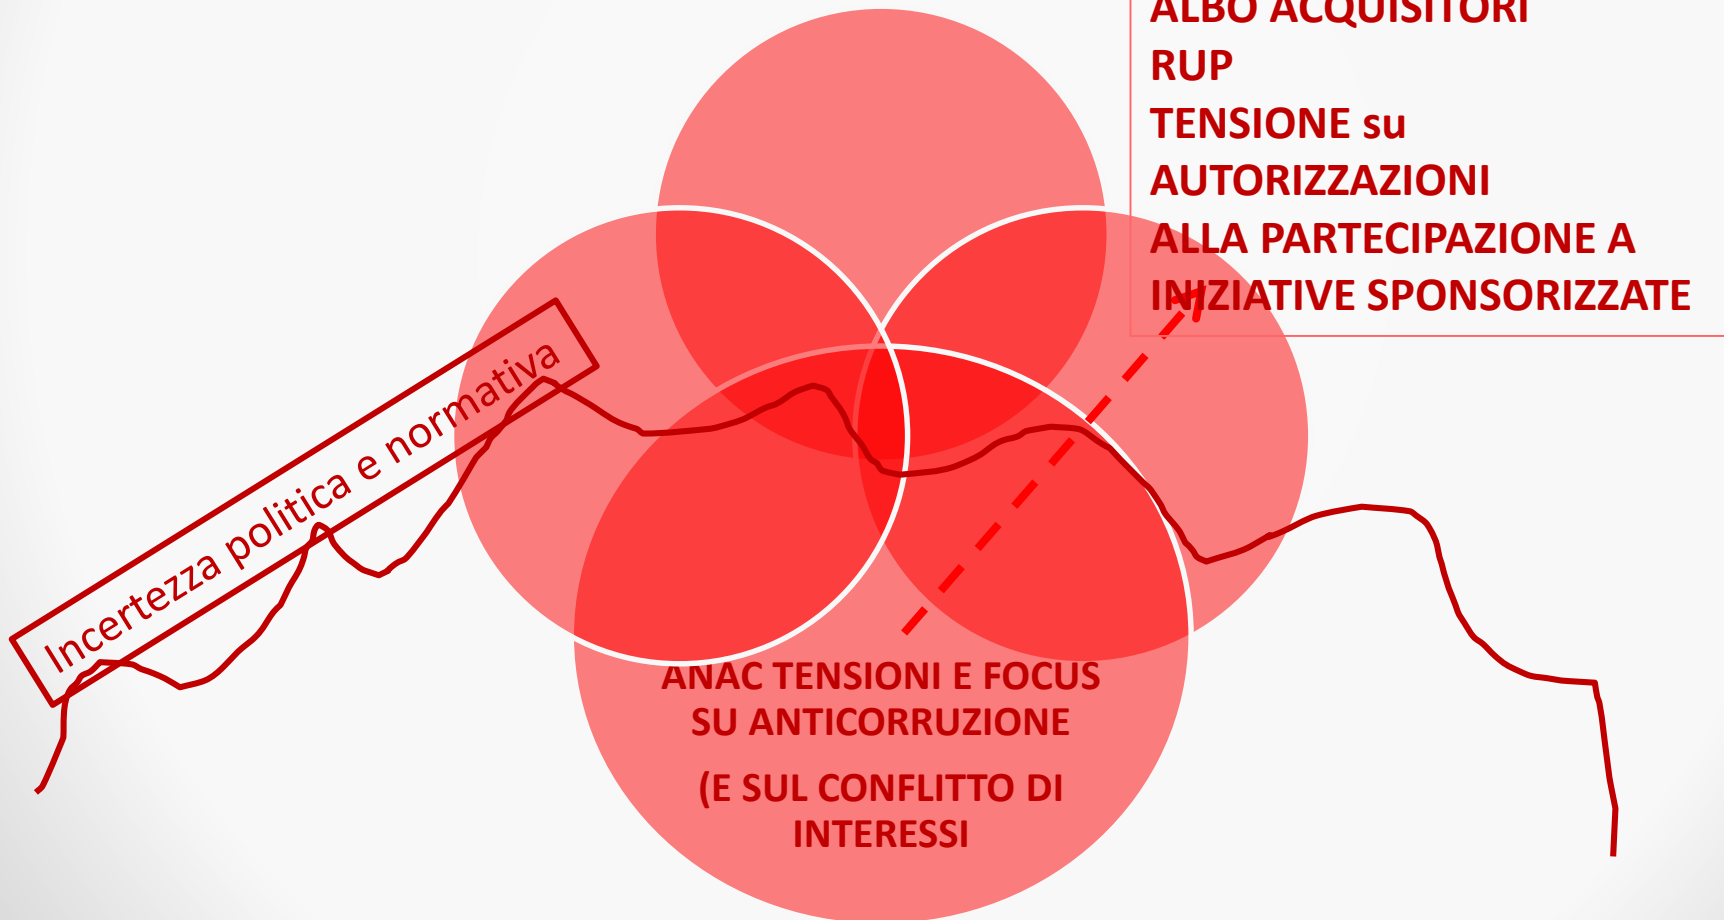 ALBO ACQUISITORI
RUP
TENSIONE su
AUTORIZZAZIONI
ALLA PARTECIPAZIONE A
INIZIATIVE SPONSORIZZATE
Incertezza politica e normativa
ANAC TENSIONI E FOCUS
SU ANTICORRUZIONE
(E SUL CONFLITTO DI
INTERESSI